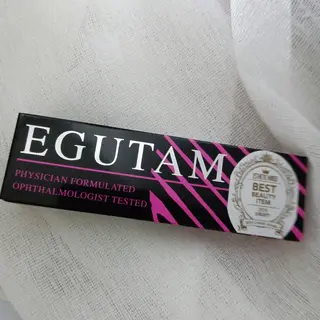 EGUTAM
PHYSICIAN FORMULATED
OPHTHALMOLOGIST TESTED
BEST
BEAUTY
ITEM